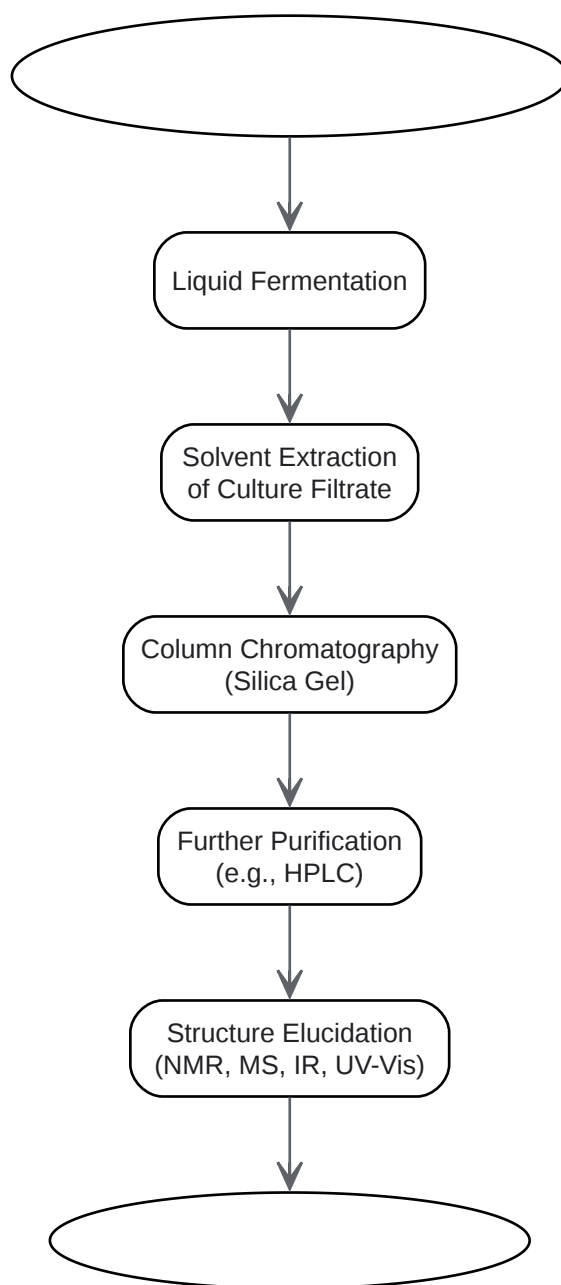 Liquid Fermentation
Solvent Extraction
of Culture Filtrate
Column Chromatography
(Silica Gel)
Further Purification
(e.g., HPLC)
Structure Elucidation
(NMR, MS, IR, UV-Vis)